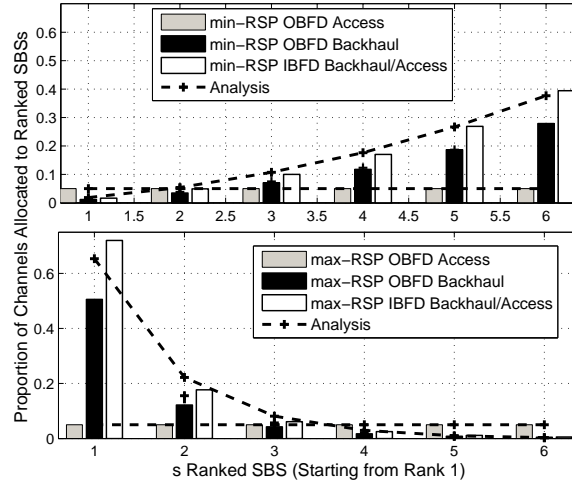 Proportion of Channels Allocated to Ranked SBSs
0.6
0.5
0.4
0.3
0.2
0.1
0
min−RSP OBFD Access
min−RSP OBFD Backhaul
min−RSP IBFD Backhaul/Access
Analysis
1 1.5 2 2.5 3 3.5 4 4.5 5 5.5 6
0.6
0.4
0.2
0
max−RSP OBFD Access
max−RSP OBFD Backhaul
max−RSP IBFD Backhaul/Access
Analysis
1 2 3 4 5 6
s Ranked SBS (Starting from Rank 1)